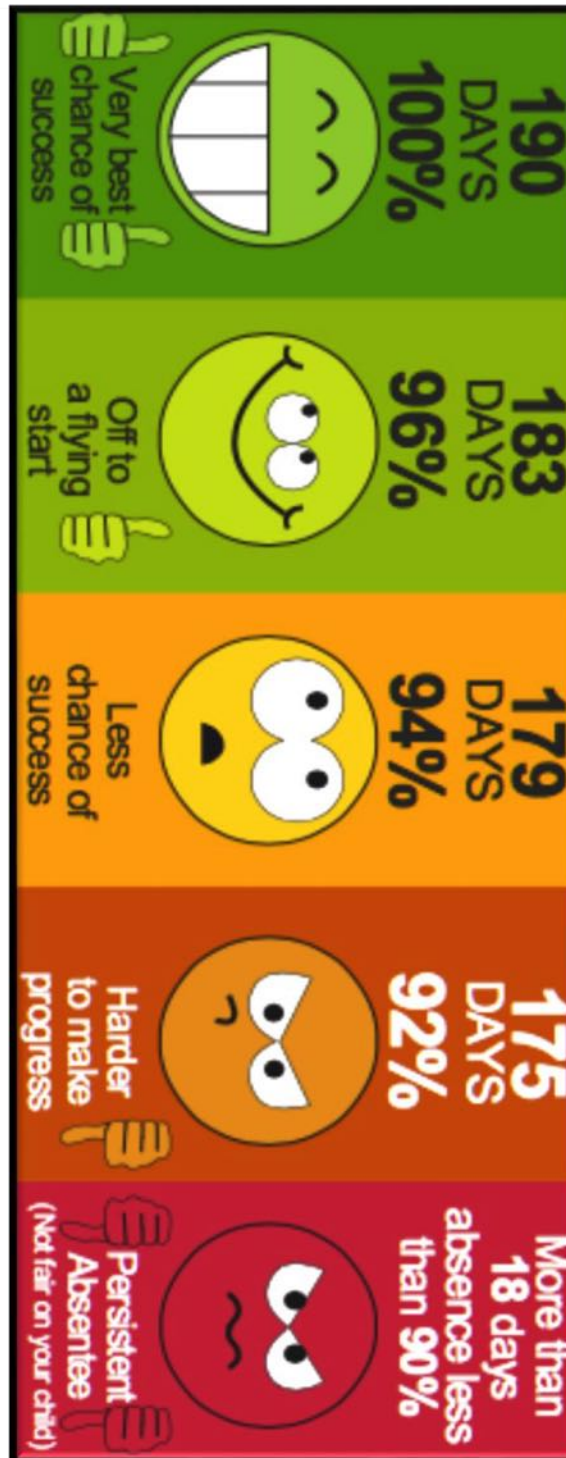 190
DAYS
100%
Very best
chance of
success
183
DAYS
96%
Off to
a flying
start
179
DAYS
94%
Less
chance of
success
175
DAYS
92%
Harder
to make
progress
More than
18 days
absence less
than 90%
Persistent
Absentee
(Not fair on your child!)